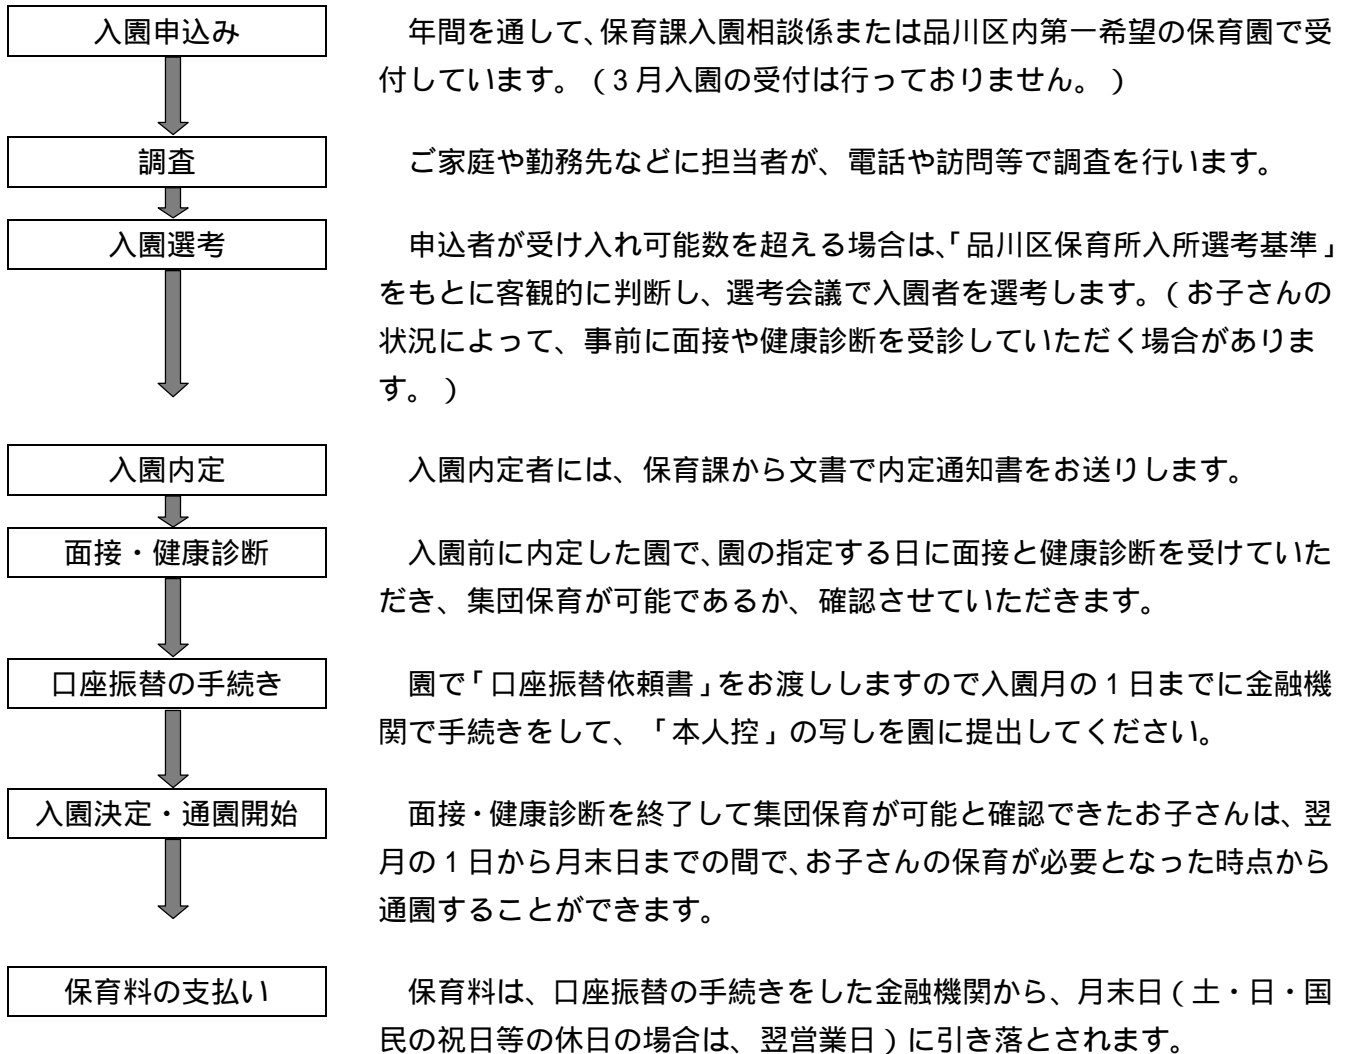 入園申込み
年間を通して、保育課入園相談係または品川区内第一希望の保育園で受
付しています。(3月入園の受付は行っておりません。)
調査
ご家庭や勤務先などに担当者が、電話や訪問等で調査を行います。
入園選考
申込者が受け入れ可能数を超える場合は、「品川区保育所入所選考基準」
をもとに客観的に判断し、選考会議で入園者を選考します。(お子さんの
状況によって、事前に面接や健康診断を受診していただく場合がありま
す。)
入園内定
入園内定者には、保育課から文書で内定通知書をお送りします。
面接・健康診断
入園前に内定した園で、園の指定する日に面接と健康診断を受けていた
だき、集団保育が可能であるか、確認させていただきます。
口座振替の手続き
園で「口座振替依頼書」をお渡ししますので入園月の1日までに金融機
関で手続きをして、「本人控」の写しを園に提出してください。
入園決定・通園開始
面接・健康診断を終了して集団保育が可能と確認できたお子さんは、翌
月の1日から月末日までの間で、お子さんの保育が必要となった時点から
通園することができます。
保育料の支払い
保育料は、口座振替の手続きをした金融機関から、月末日(土・日・国
民の祝日等の休日の場合は、翌営業日)に引き落とされます。